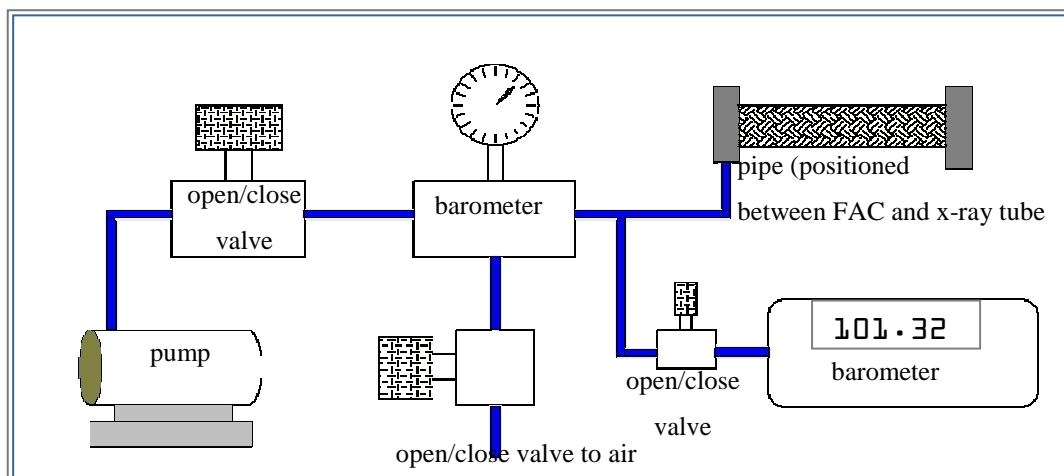 pipe (positioned
between FAC and x-ray tube
open/close
valve
barometer
101.32
pump
barometer
open/close
valve
open/close valve to air